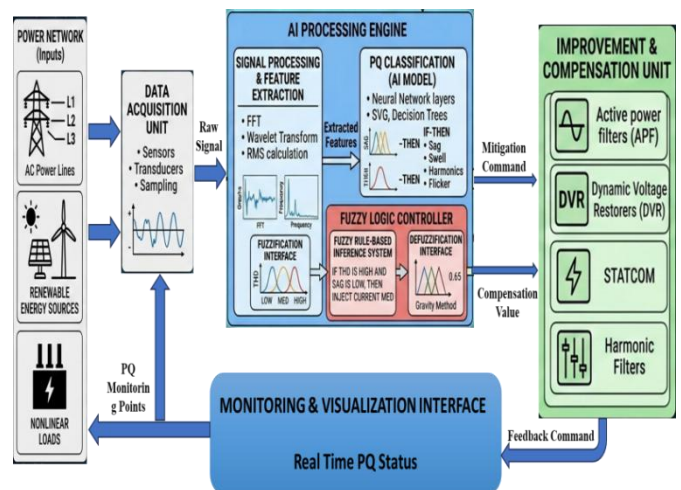 POWER NETWORK
(Inputs)
L1
L2
L3
AC Power Lines
RENEWABLE
ENERGY SOURCES
NONLINEAR
LOADS
DATA
ACQUISITION
UNIT
• Sensors
• Transducers
• Sampling
+
-
Raw
Signal
PQ
Monitorin
g Points
AI PROCESSING ENGINE
SIGNAL PROCESSING
& FEATURE
EXTRACTION
• FFT
• Wavelet Transform
• RMS calculation
FFT
Frequency
Extracted
Features
PQ CLASSIFICATION
(AI MODEL)
• Neural Network layers
• SVG, Decision Trees
SAG
IF-THEN
-THEN
• Sag
• Swell
-THEN
• Harmonics
• Flicker
FUZZIFICATION
INTERFACE
THD
LOW MED HIGH
FUZZY LOGIC CONTROLLER
FUZZY RULE-BASED
INFERENCE SYSTEM
IF THD IS HIGH AND
SAG IS LOW, THEN
INJECT CURRENT MED
DEFUZZIFICATION
INTERFACE
0.65
Gravity Method
Mitigation
Command
Compensation
Value
IMPROVEMENT &
COMPENSATION UNIT
Active power
filters (APF)
DVR
Dynamic Voltage
Restorers (DVR)
STATCOM
Harmonic
Filters
Feedback Command
MONITORING & VISUALIZATION INTERFACE
Real Time PQ Status